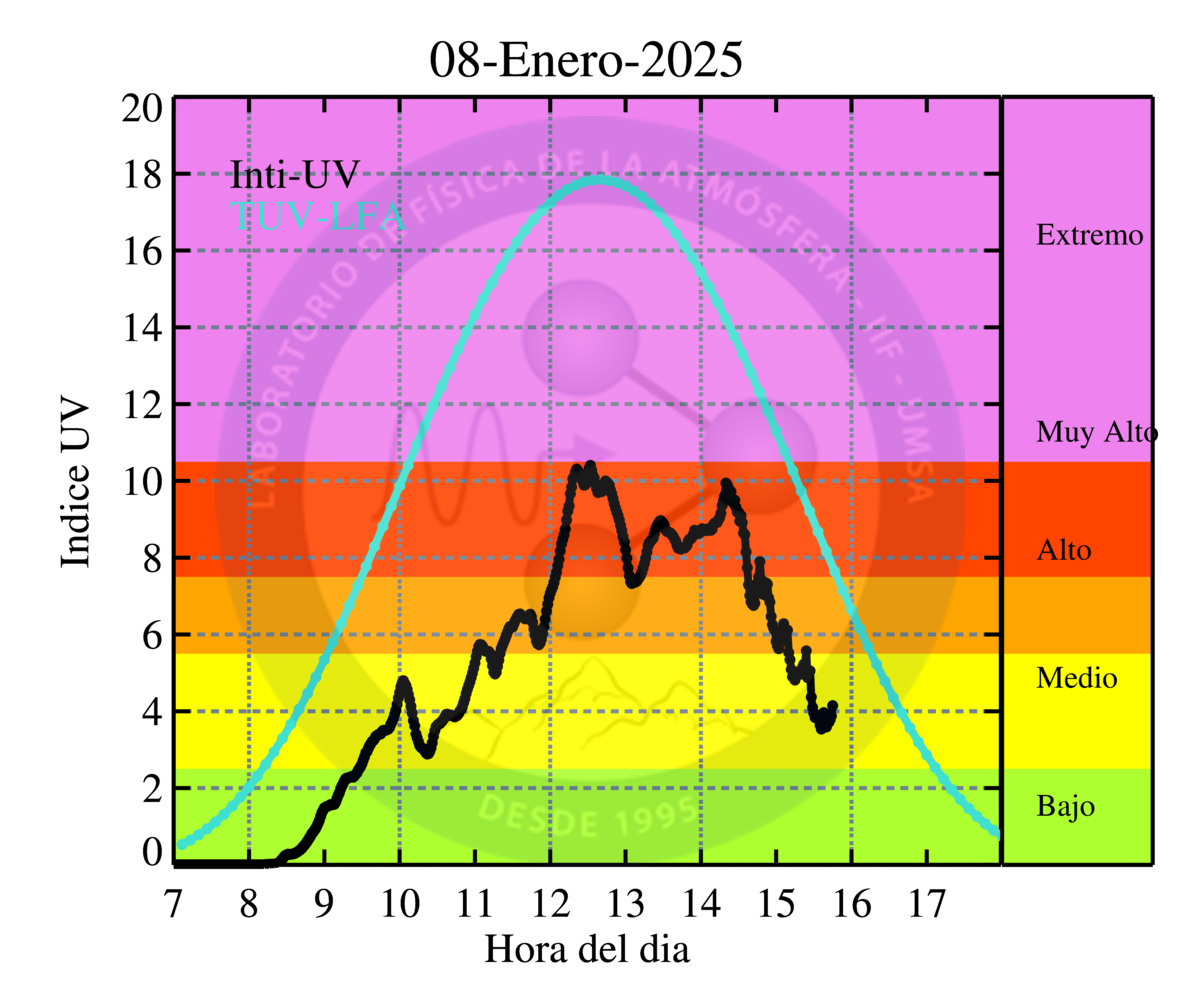 08-Enero-2025
20
18
16
14
12
10
8
6
4
2
0
Indice UV
Inti-UV
TUV-LFA
LABORATORIO DE FÍSICA DE LA ATMÓSFERA - IIF - UMSA
DESDE 1995
Extremo
Muy Alto
Alto
Medio
Bajo
7 8 9 10 11 12 13 14 15 16 17
Hora del dia